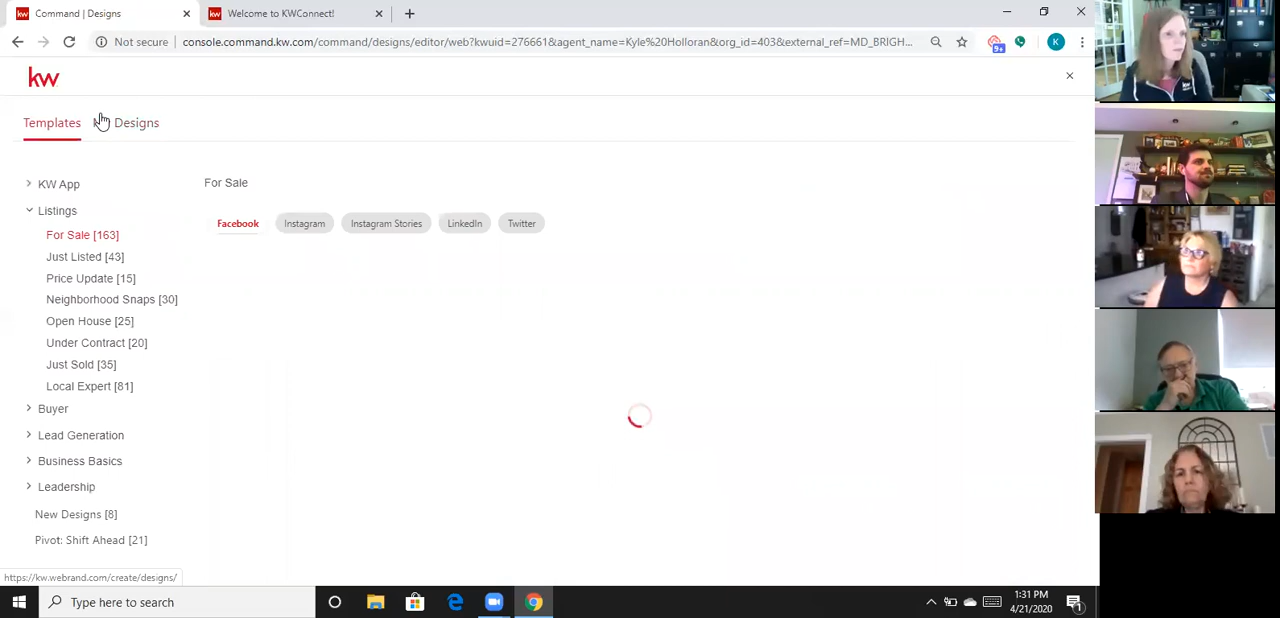 kw Command | Designs
kw Welcome to KWConnect!
Not secure console.command.kw.com/command/designs/editor/web?kwuid=276661&agent_name=Kyle%20Holloran&org_id=403&external_ref=MD_BRIGH...
9+
K
kw
Templates
Designs
KW App
For Sale
Listings
Facebook
Instagram
Instagram Stories
LinkedIn
Twitter
For Sale [163]
Just Listed [43]
Price Update [15]
Neighborhood Snaps [30]
Open House [25]
Under Contract [20]
Just Sold [35]
Local Expert [81]
Buyer
Lead Generation
Business Basics
Leadership
New Designs [8]
Pivot: Shift Ahead [21]
https://kw.webrand.com/create/designs/
Type here to search
1:31 PM
4/21/2020
1